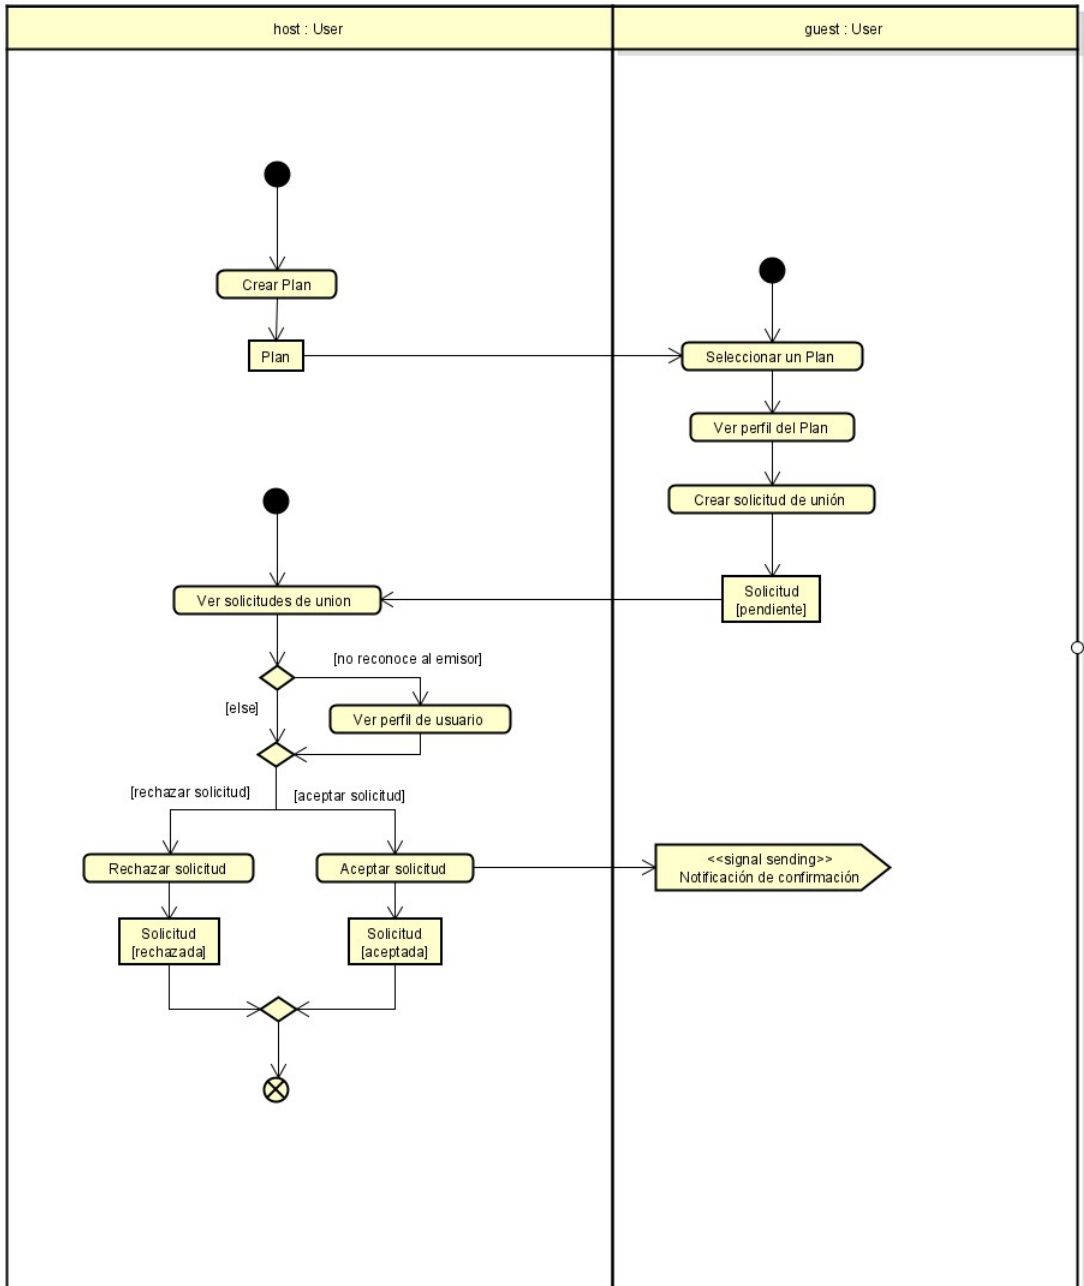 host : User
guest : User
Crear Plan
Plan
Seleccionar un Plan
Ver perfil del Plan
Crear solicitud de unión
Solicitud
[pendiente]
Ver solicitudes de union
[no reconoce al emisor]
[else]
Ver perfil de usuario
[rechazar solicitud]
[aceptar solicitud]
Rechazar solicitud
Aceptar solicitud
<<signal sending>>
Notificación de confirmación
Solicitud
[rechazada]
Solicitud
[aceptada]